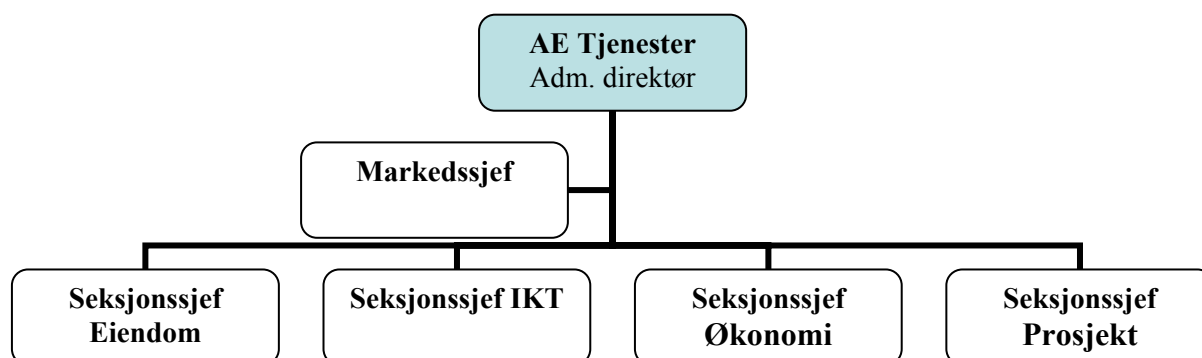 AE Tjenester
Adm. direktør
Markedssjef
Seksjonssjef
Eiendom
Seksjonssjef IKT
Seksjonssjef
Økonomi
Seksjonssjef
Prosjekt